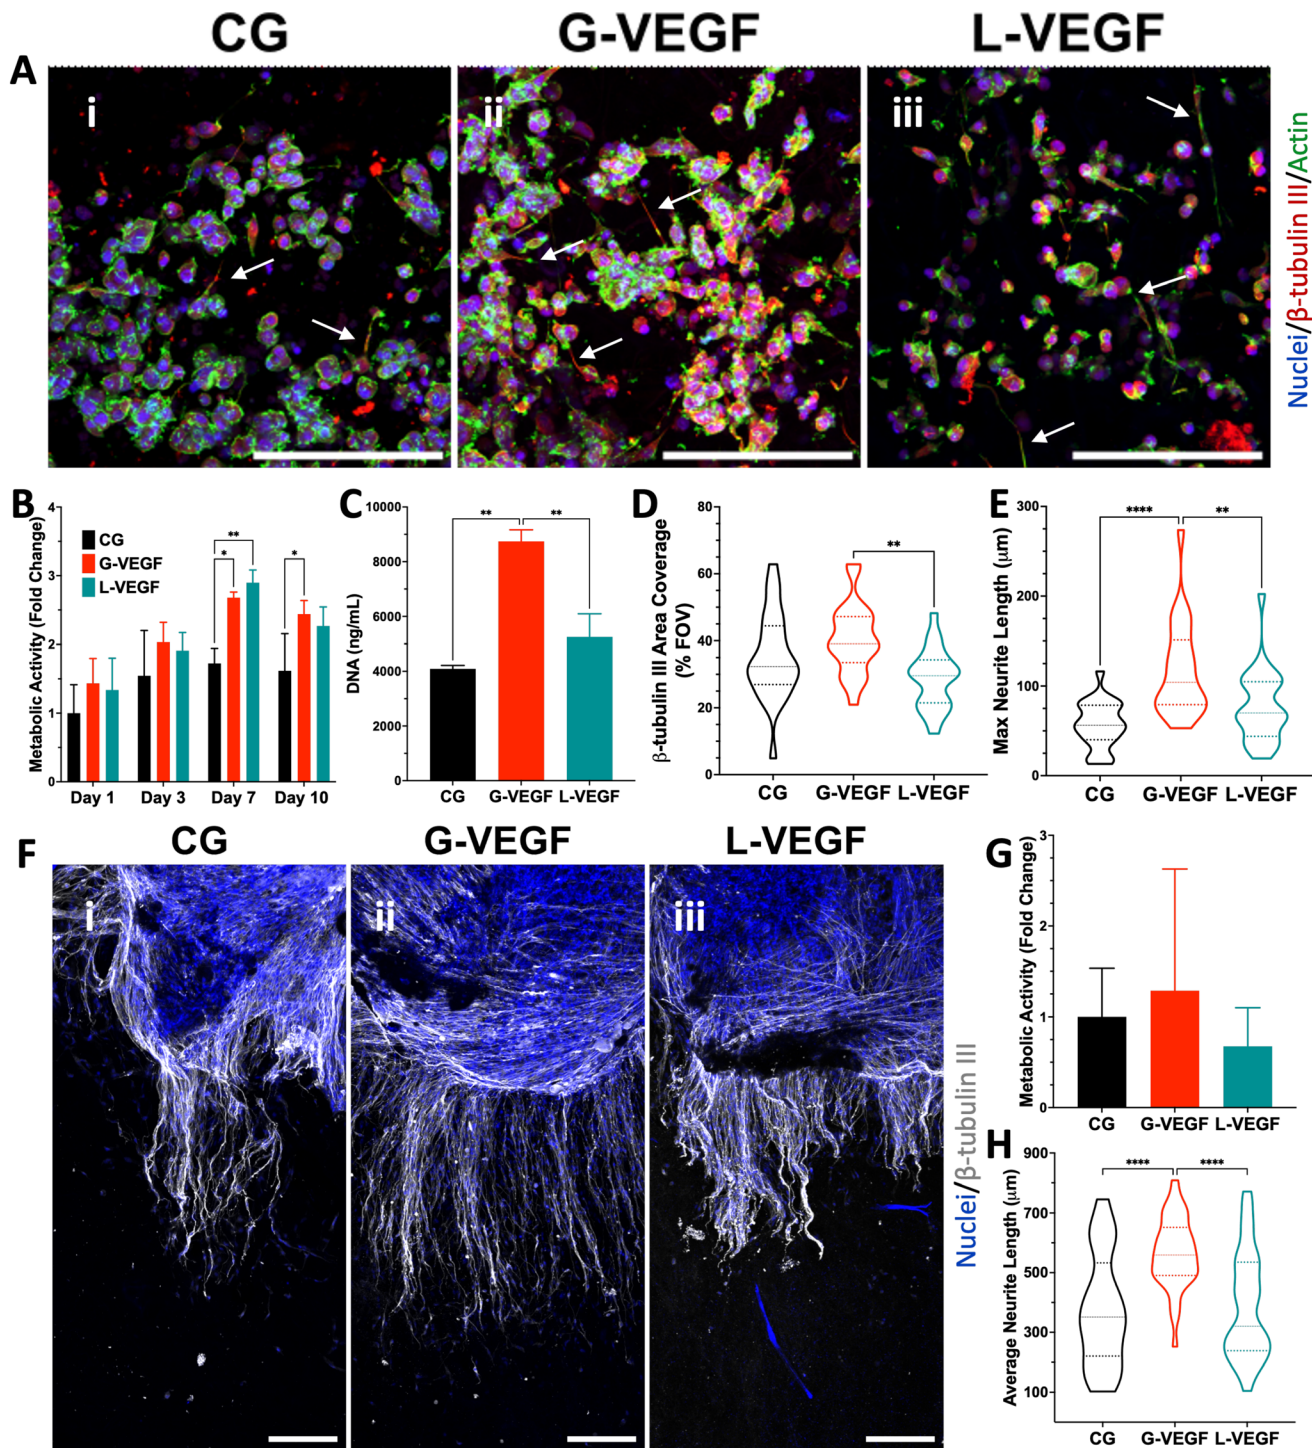 CG G-VEGF L-VEGF
A
i ii iii
Nuclei/β-tubulin III/Actin
B
Metabolic Activity (Fold Change)
4
3
2
1
0
CG
G-VEGF
L-VEGF
**
*
*
Day 1 Day 3 Day 7 Day 10
C
DNA (ng/mL)
10000
8000
6000
4000
2000
0
** **
CG G-VEGF L-VEGF
D
β-tubulin III Area Coverage
(% FOV)
80
60
40
20
0
**
CG G-VEGF L-VEGF
E
Max Neurite Length (μm)
300
200
100
0
**** **
CG G-VEGF L-VEGF
F
CG G-VEGF L-VEGF
i ii iii
Nuclei/β-tubulin III
G
Metabolic Activity (Fold Change)
3
2
1
0
CG G-VEGF L-VEGF
H
Average Neurite Length (μm)
900
700
500
300
100
**** ****
CG G-VEGF L-VEGF